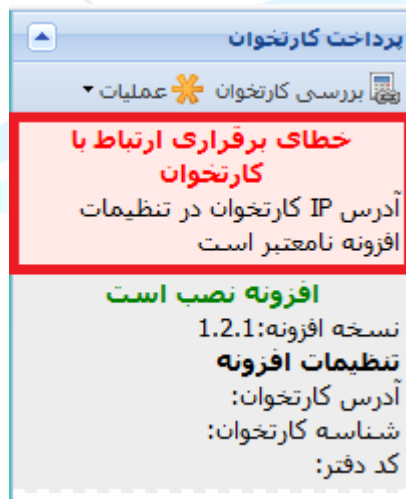 پرداخت کارتخوان
بررسی کارتخوان عملیات
خطای برقراری ارتباط با
کارتخوان
آدرس IP کارتخوان در تنظیمات
افزونه نامعتبر است
افزونه نصب است
نسخه افزونه:1.2.1
تنظیمات افزونه
آدرس کارتخوان:
شناسه کارتخوان:
کد دفتر: